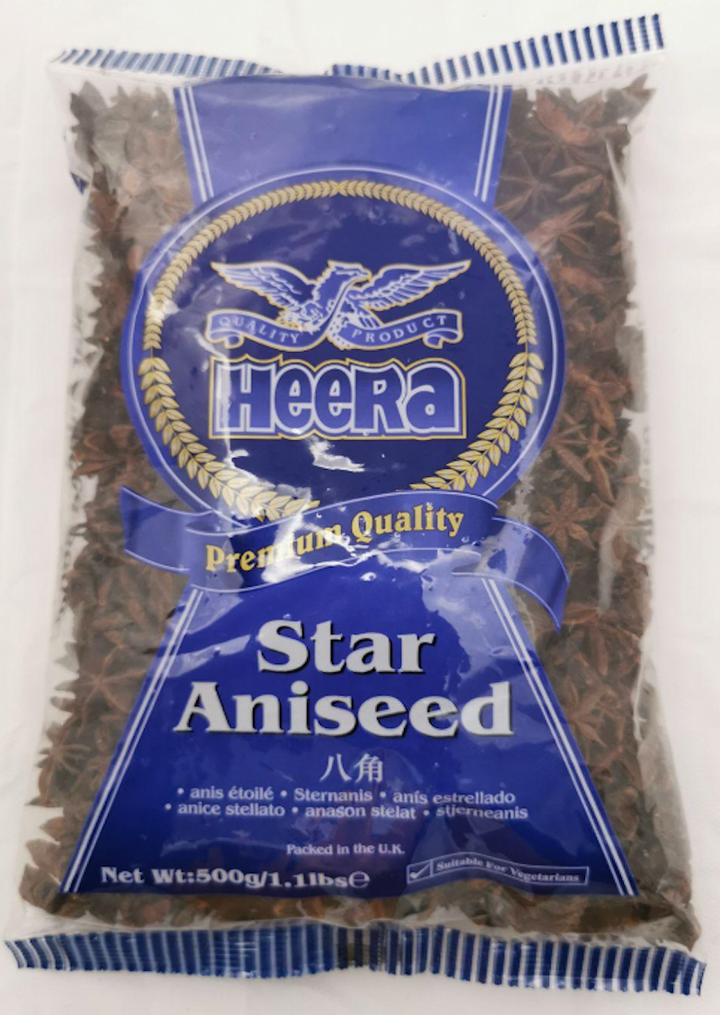 QUALITY PRODUCT
HeeRa
Premium Quality
Star
Aniseed
八角
• anis étoilé • Sternanis • anís estrellado
• anice stellato • anason stelat • stjerneanis
Packed in the U.K.
Net Wt:500g/1.1lbs℮
Suitable For Vegetarians